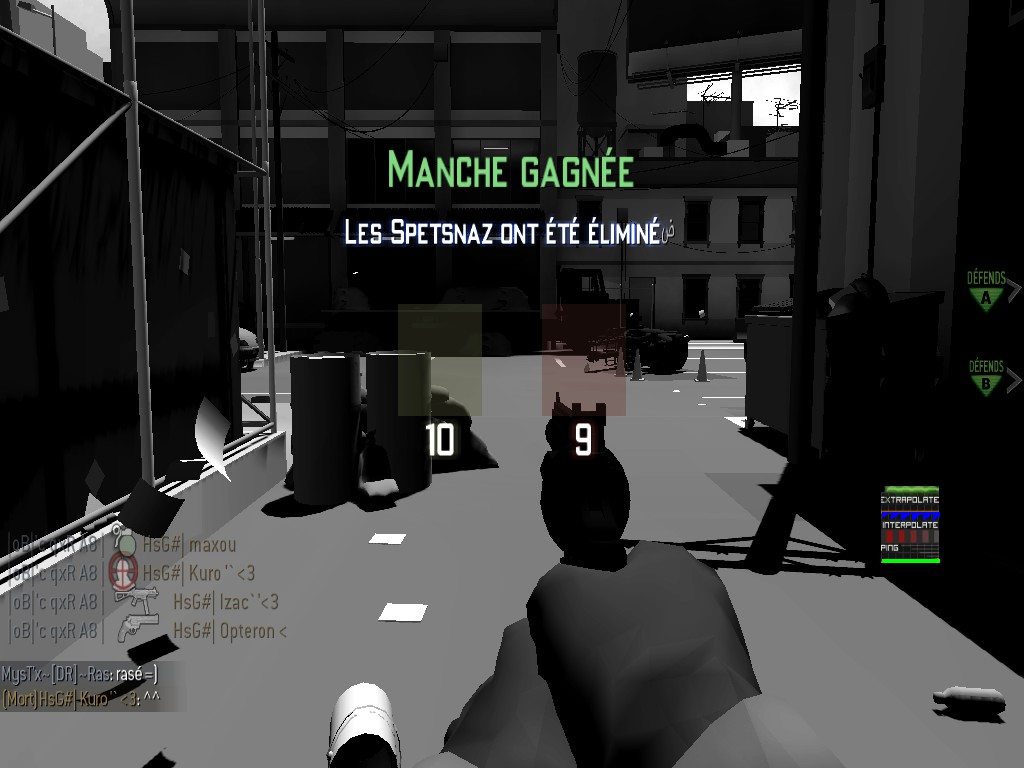 MANCHE GAGNÉE
LES SPETSNAZ ONT ÉTÉ ÉLIMINÉ
DÉFENDS
A
DÉFENDS
B
10
9
EXTRAPOLATE
INTERPOLATE
PING
|oB|'c qxR A8| HsG#| maxou
|oB|'c qxR A8| HsG#| Kuro`` <3
|oB|'c qxR A8| HsG#| Izac``<3
|oB|'c qxR A8| HsG#| Opteron <
MysTx~[DR]~Ras: rasé =)
(Mort)HsG#| Kuro`` <3: ^^